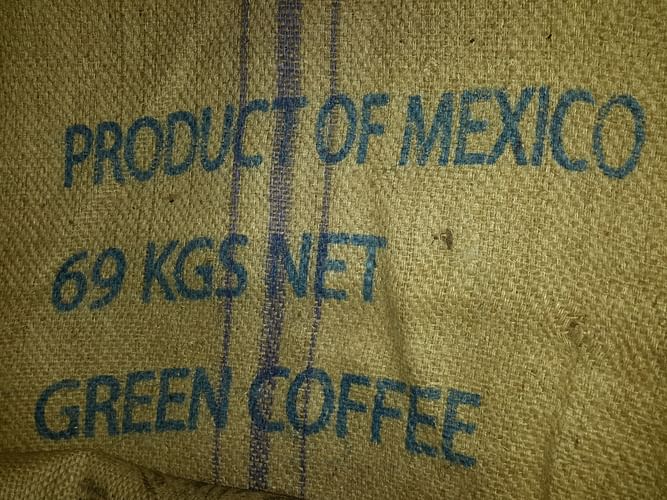 PRODUCT OF MEXICO
69 KGS NET
GREEN COFFEE